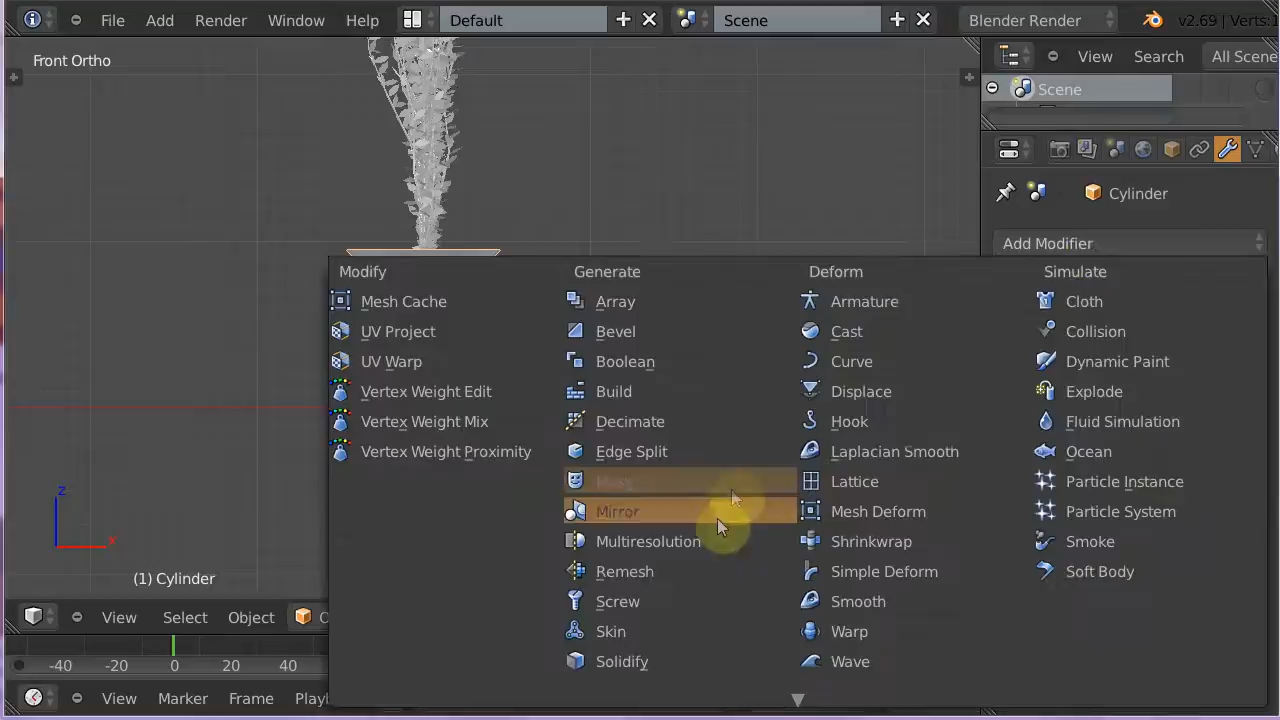 File Add Render Window Help Default Scene Blender Render v2.69 | Verts:1
Front Ortho
View Search All Scene
Scene
Cylinder
Add Modifier
Modify Generate Deform Simulate
Mesh Cache Array Armature Cloth
UV Project Bevel Cast Collision
UV Warp Boolean Curve Dynamic Paint
Vertex Weight Edit Build Displace Explode
Vertex Weight Mix Decimate Hook Fluid Simulation
Vertex Weight Proximity Edge Split Laplacian Smooth Ocean
Mask Lattice Particle Instance
Mirror Mesh Deform Particle System
Multiresolution Shrinkwrap Smoke
Remesh Simple Deform Soft Body
Screw Smooth
Skin Warp
Solidify Wave
z
x
(1) Cylinder
View Select Object
-40 -20 0 20 40
View Marker Frame